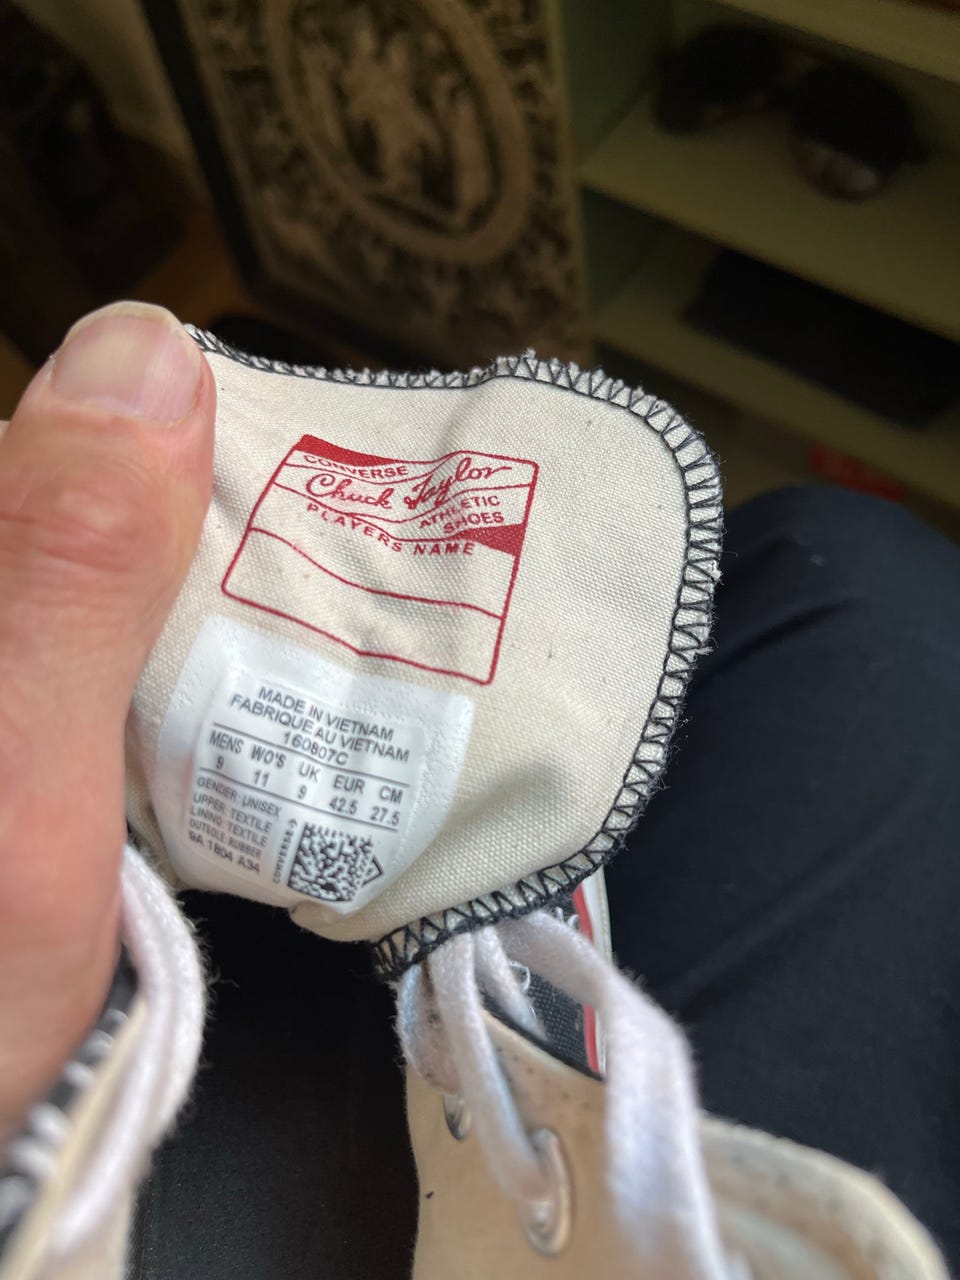 CONVERSE
Chuck Taylor
ATHLETIC
SHOES
PLAYERS NAME
MADE IN VIETNAM
FABRIQUE AU VIETNAM
160807C
MENS WO'S UK EUR CM
9 11 9 42.5 27.5
GENDER: UNISEX
UPPER: TEXTILE
LINING: TEXTILE
OUTSOLE: RUBBER
9A 1804 A34
CONVERSE